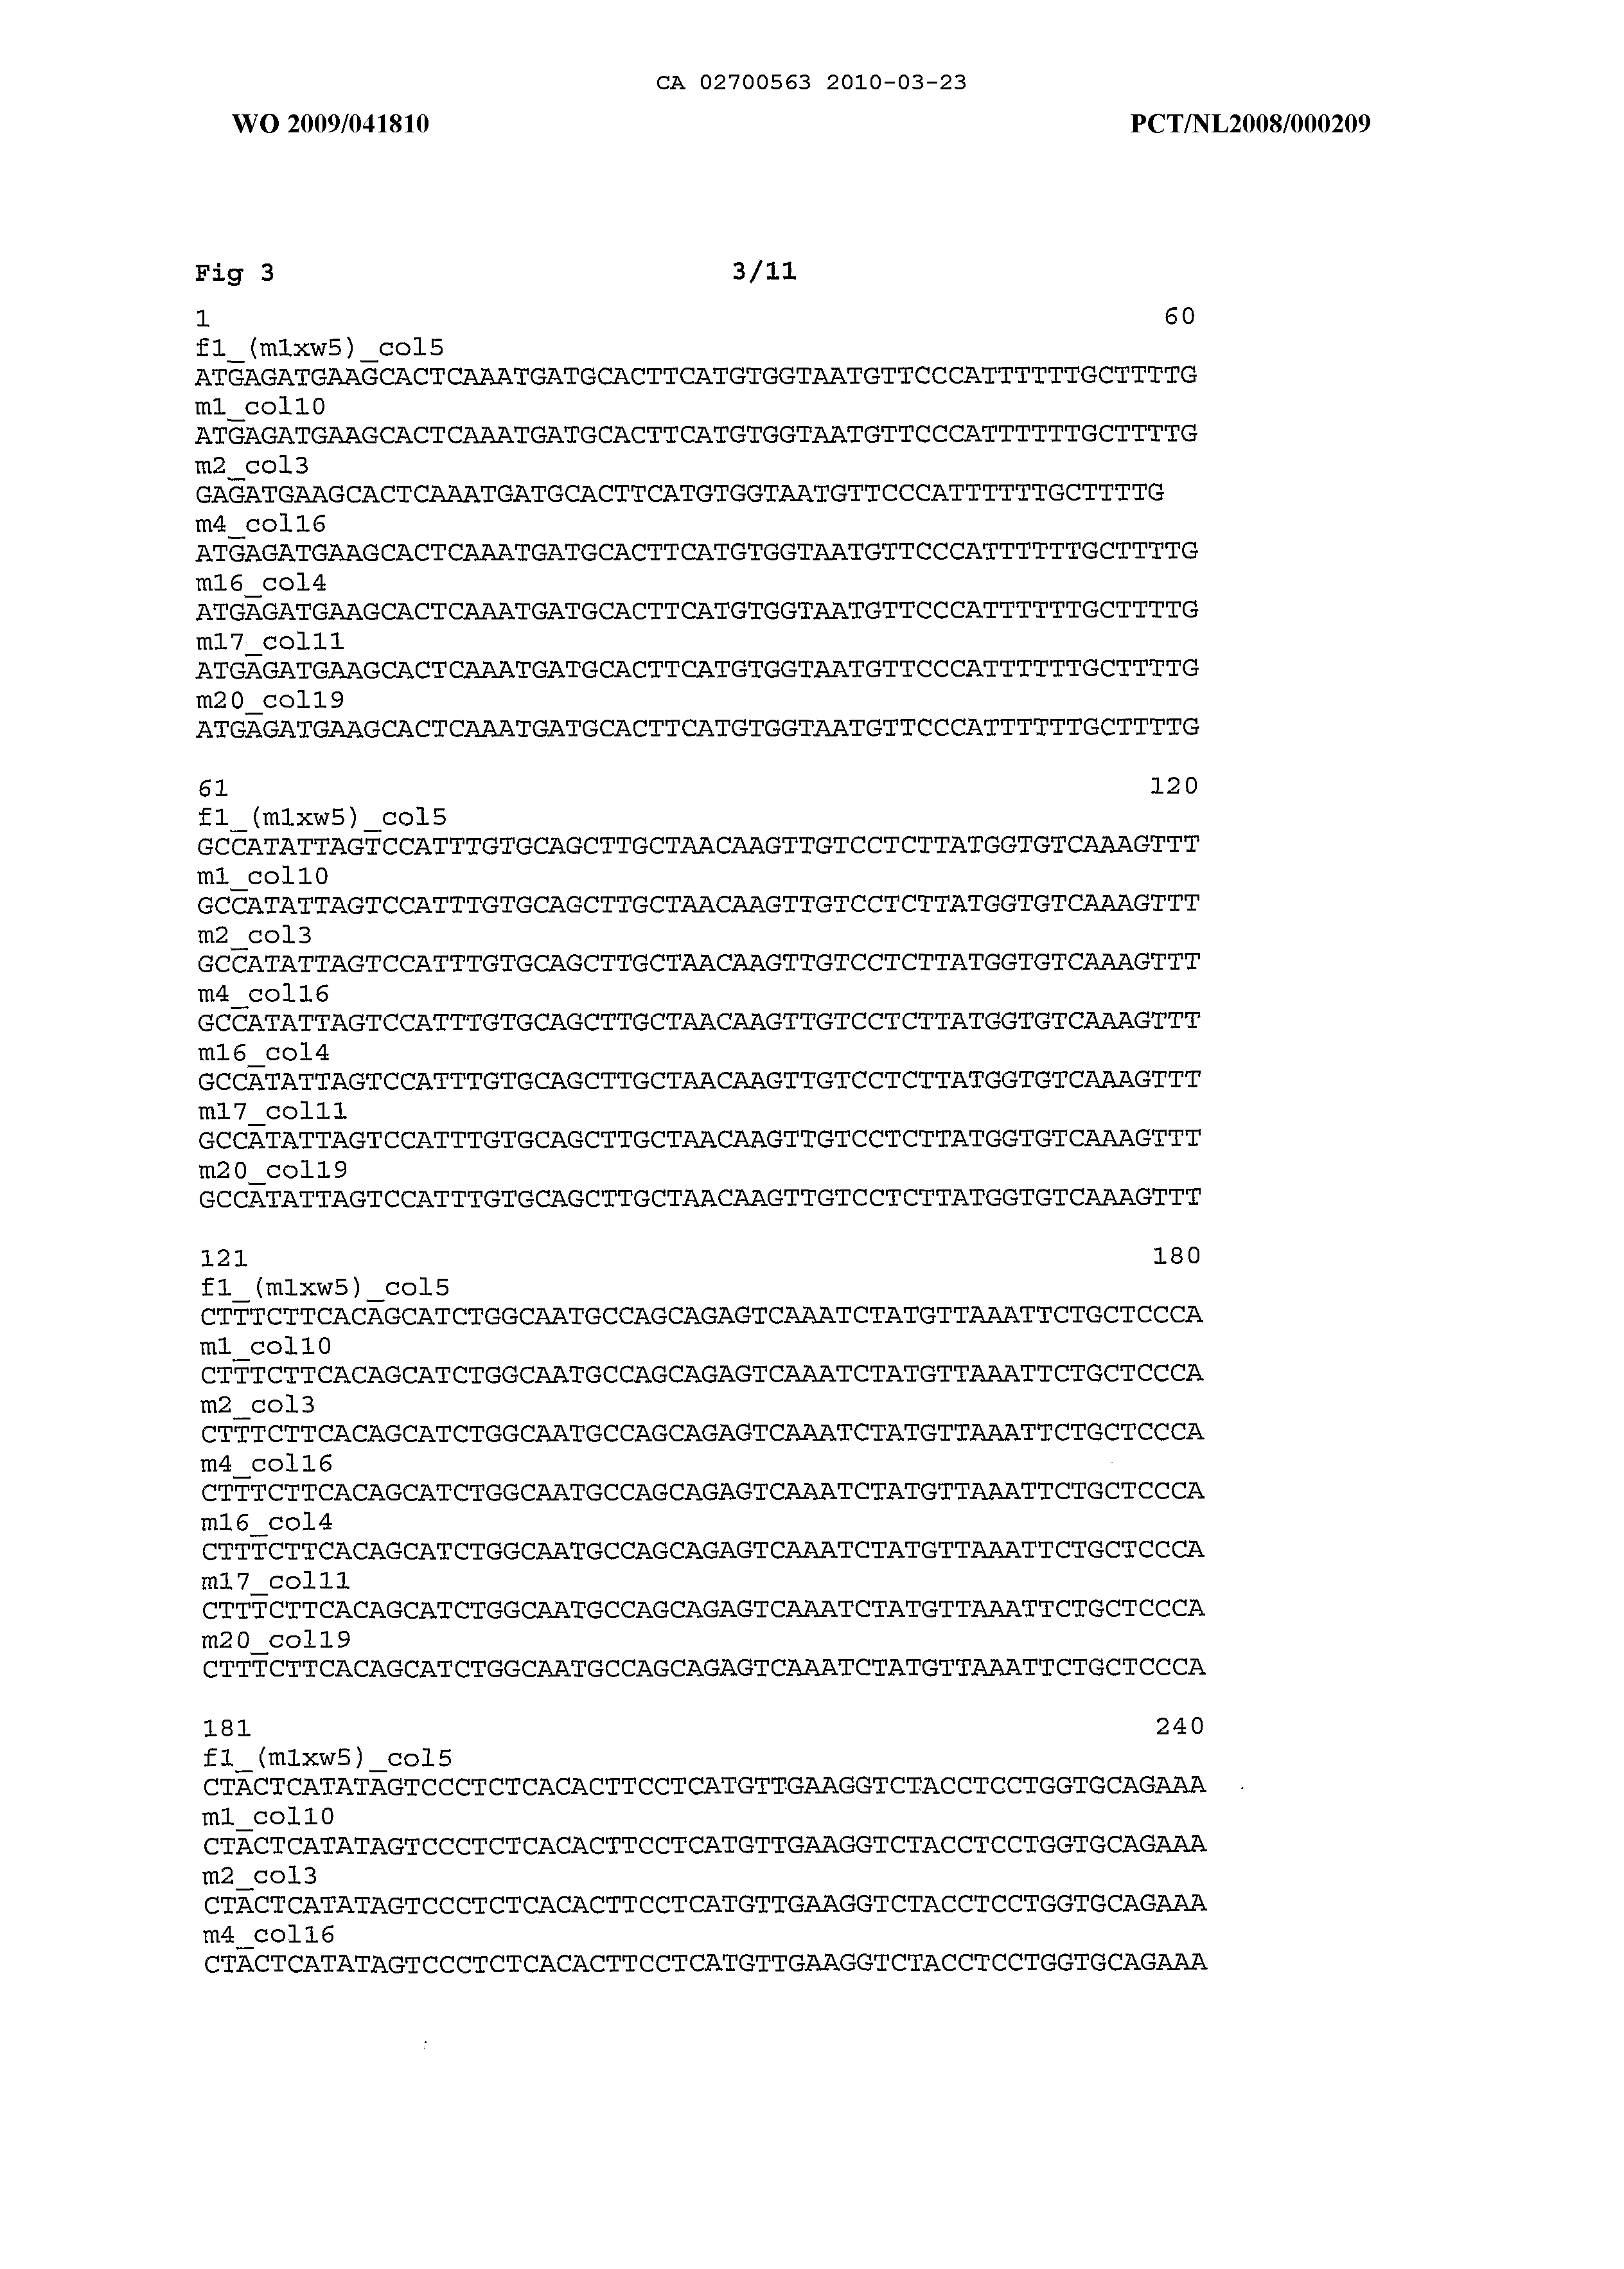 CA 02700563 2010-03-23
WO 2009/041810 PCT/NL2008/000209
Fig 3 3/11
1 60
f1_(m1xw5)_col5
ATGAGATGAAGCACTCAAATGATGCACTTCATGTGGTAATGTTCCCATTTTTTGCTTTTG
m1_col10
ATGAGATGAAGCACTCAAATGATGCACTTCATGTGGTAATGTTCCCATTTTTTGCTTTTG
m2_col3
GAGATGAAGCACTCAAATGATGCACTTCATGTGGTAATGTTCCCATTTTTTGCTTTTG
m4_col16
ATGAGATGAAGCACTCAAATGATGCACTTCATGTGGTAATGTTCCCATTTTTTGCTTTTG
m16_col4
ATGAGATGAAGCACTCAAATGATGCACTTCATGTGGTAATGTTCCCATTTTTTGCTTTTG
m17_col11
ATGAGATGAAGCACTCAAATGATGCACTTCATGTGGTAATGTTCCCATTTTTTGCTTTTG
m20_col19
ATGAGATGAAGCACTCAAATGATGCACTTCATGTGGTAATGTTCCCATTTTTTGCTTTTG
61 120
f1_(m1xw5)_col5
GCCATATTAGTCCATTTGTGCAGCTTGCTAACAAGTTGTCCTCTTATGGTGTCAAAGTTT
m1_col10
GCCATATTAGTCCATTTGTGCAGCTTGCTAACAAGTTGTCCTCTTATGGTGTCAAAGTTT
m2_col3
GCCATATTAGTCCATTTGTGCAGCTTGCTAACAAGTTGTCCTCTTATGGTGTCAAAGTTT
m4_col16
GCCATATTAGTCCATTTGTGCAGCTTGCTAACAAGTTGTCCTCTTATGGTGTCAAAGTTT
m16_col4
GCCATATTAGTCCATTTGTGCAGCTTGCTAACAAGTTGTCCTCTTATGGTGTCAAAGTTT
m17_col11
GCCATATTAGTCCATTTGTGCAGCTTGCTAACAAGTTGTCCTCTTATGGTGTCAAAGTTT
m20_col19
GCCATATTAGTCCATTTGTGCAGCTTGCTAACAAGTTGTCCTCTTATGGTGTCAAAGTTT
121 180
f1_(m1xw5)_col5
CTTTCTTCACAGCATCTGGCAATGCCAGCAGAGTCAAATCTATGTTAAATTCTGCTCCCA
m1_col10
CTTTCTTCACAGCATCTGGCAATGCCAGCAGAGTCAAATCTATGTTAAATTCTGCTCCCA
m2_col3
CTTTCTTCACAGCATCTGGCAATGCCAGCAGAGTCAAATCTATGTTAAATTCTGCTCCCA
m4_col16
CTTTCTTCACAGCATCTGGCAATGCCAGCAGAGTCAAATCTATGTTAAATTCTGCTCCCA
m16_col4
CTTTCTTCACAGCATCTGGCAATGCCAGCAGAGTCAAATCTATGTTAAATTCTGCTCCCA
m17_col11
CTTTCTTCACAGCATCTGGCAATGCCAGCAGAGTCAAATCTATGTTAAATTCTGCTCCCA
m20_col19
CTTTCTTCACAGCATCTGGCAATGCCAGCAGAGTCAAATCTATGTTAAATTCTGCTCCCA
181 240
f1_(m1xw5)_col5
CTACTCATATAGTCCCTCTCACACTTCCTCATGTTGAAGGTCTACCTCCTGGTGCAGAAA
m1_col10
CTACTCATATAGTCCCTCTCACACTTCCTCATGTTGAAGGTCTACCTCCTGGTGCAGAAA
m2_col3
CTACTCATATAGTCCCTCTCACACTTCCTCATGTTGAAGGTCTACCTCCTGGTGCAGAAA
m4_col16
CTACTCATATAGTCCCTCTCACACTTCCTCATGTTGAAGGTCTACCTCCTGGTGCAGAAA